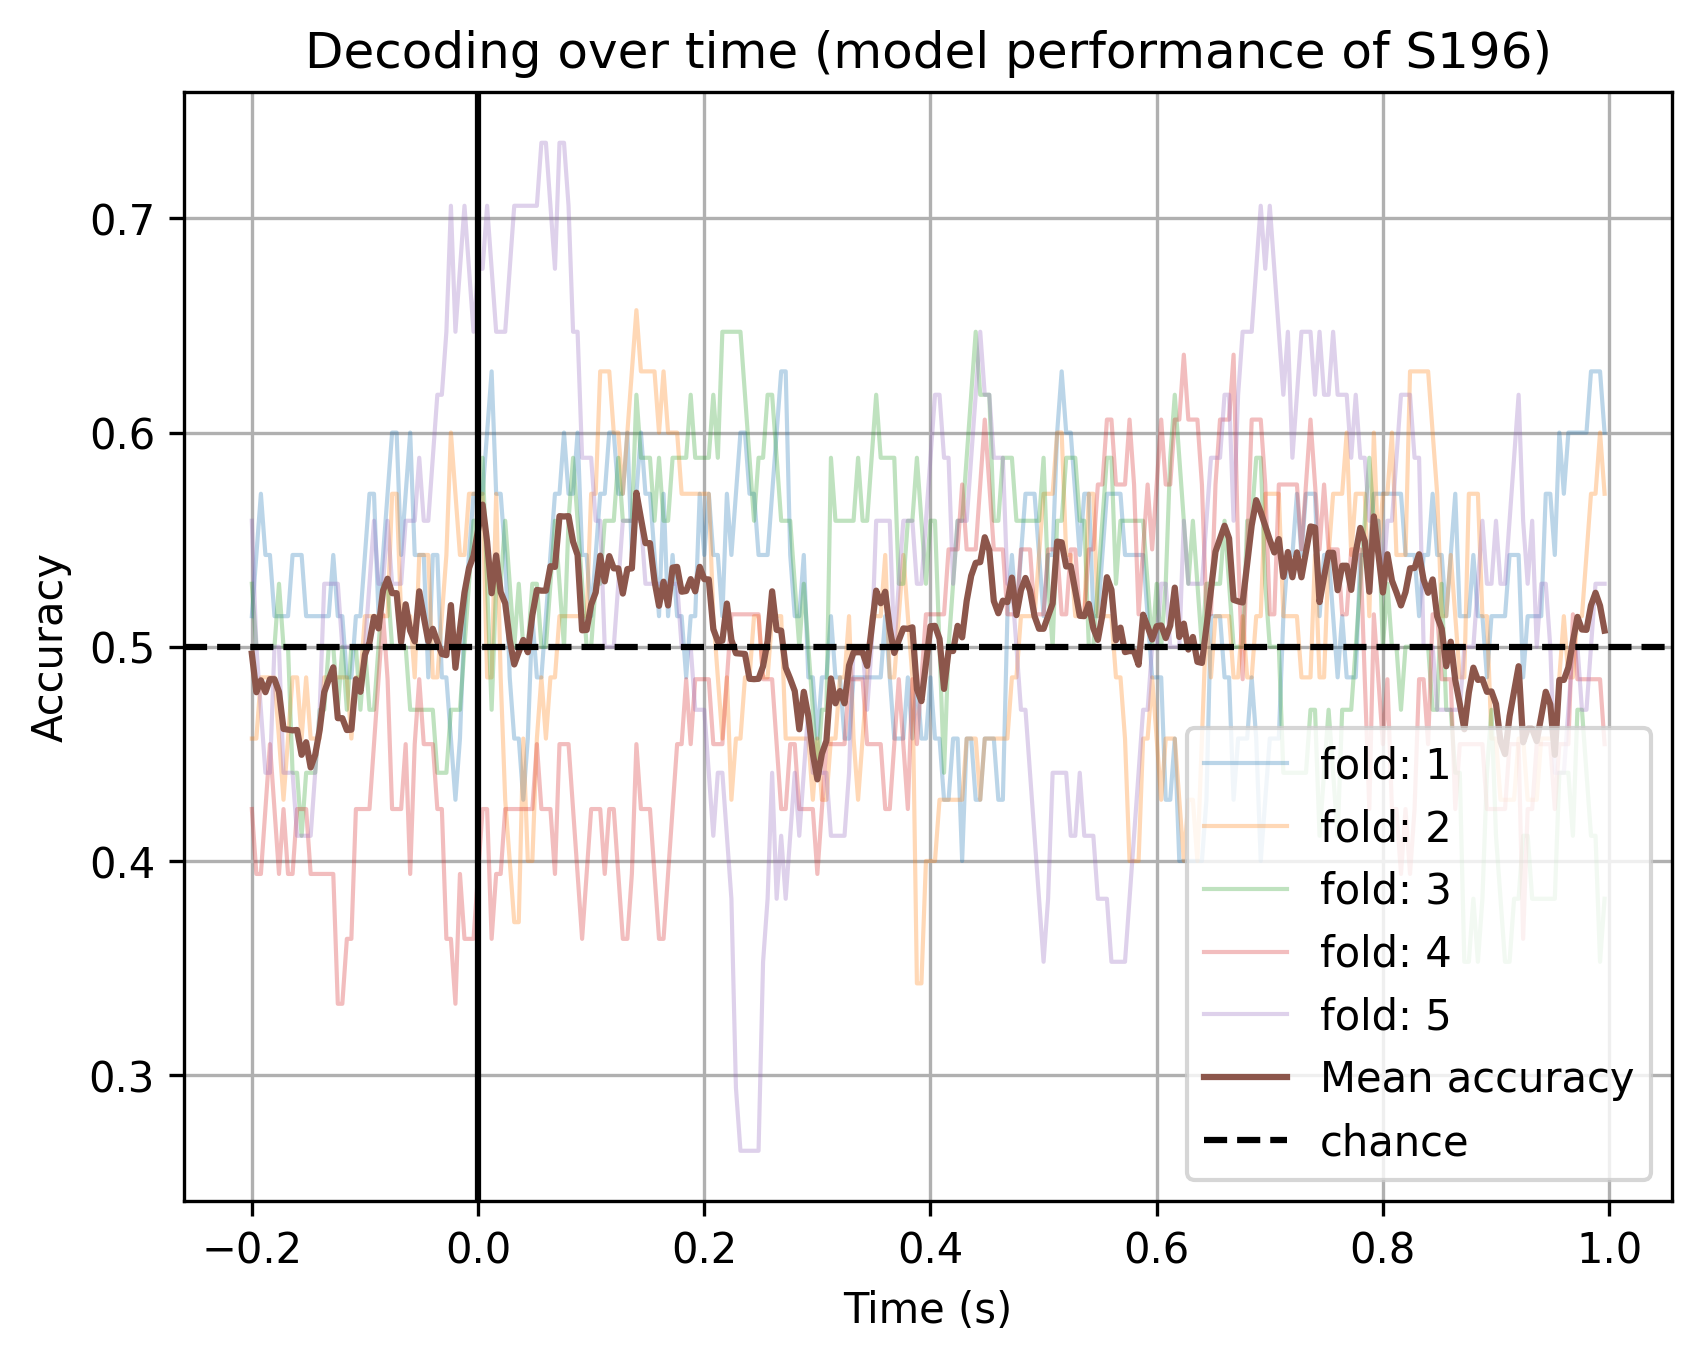 Decoding over time (model performance of S196)
Accuracy
0.7
0.6
0.5
0.4
0.3
fold: 1
fold: 2
fold: 3
fold: 4
fold: 5
Mean accuracy
chance
−0.2 0.0 0.2 0.4 0.6 0.8 1.0
Time (s)